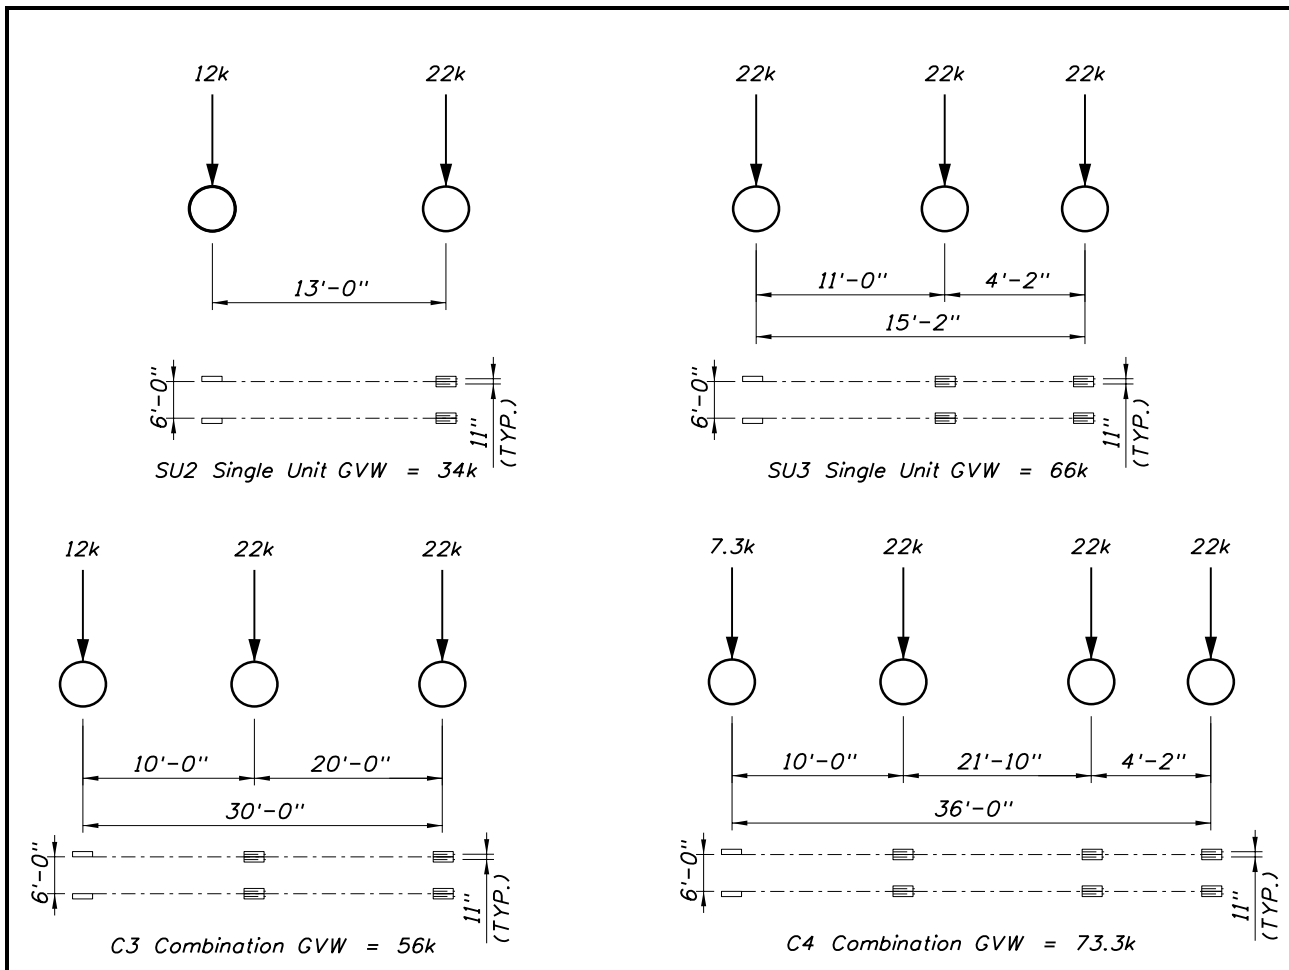 12k 22k
13'-0"
6'-0"
11"
(TYP.)
SU2 Single Unit GVW = 34k
22k 22k 22k
11'-0" 4'-2"
15'-2"
6'-0"
11"
(TYP.)
SU3 Single Unit GVW = 66k
12k 22k 22k
10'-0" 20'-0"
30'-0"
6'-0"
11"
(TYP.)
C3 Combination GVW = 56k
7.3k 22k 22k 22k
10'-0" 21'-10" 4'-2"
36'-0"
6'-0"
11"
(TYP.)
C4 Combination GVW = 73.3k